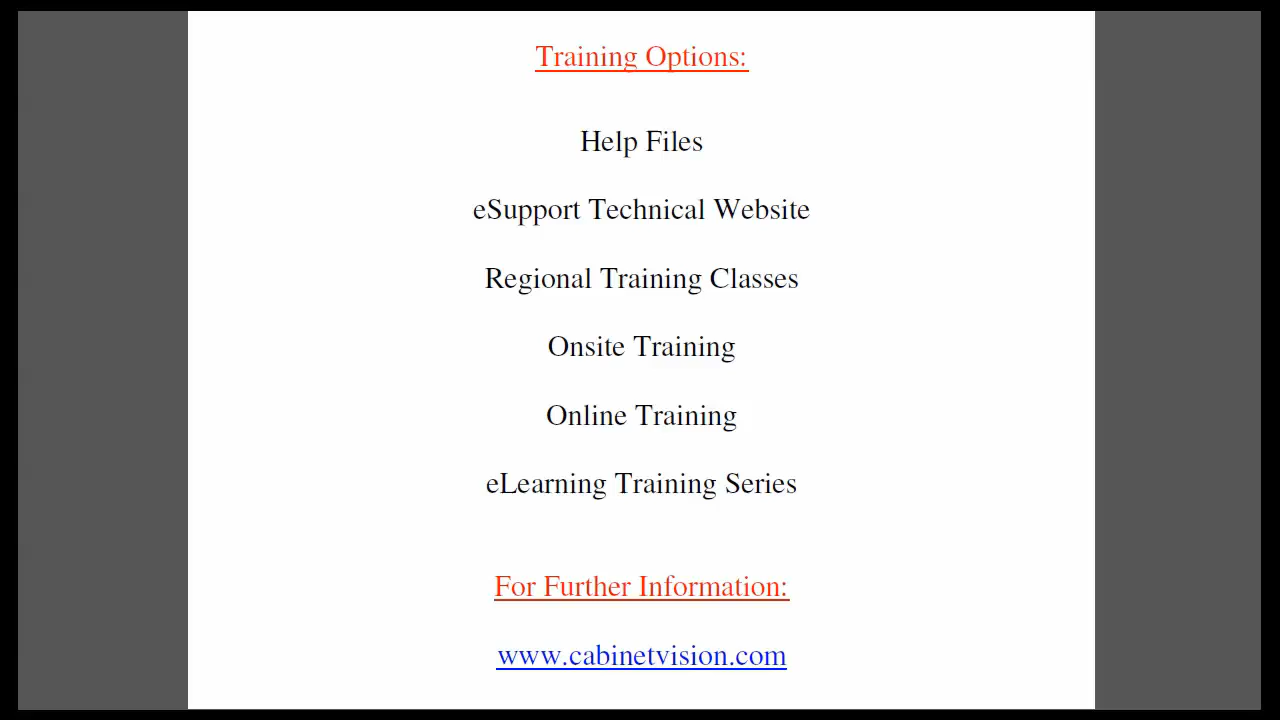 Training Options:
Help Files
eSupport Technical Website
Regional Training Classes
Onsite Training
Online Training
eLearning Training Series
For Further Information:
www.cabinetvision.com